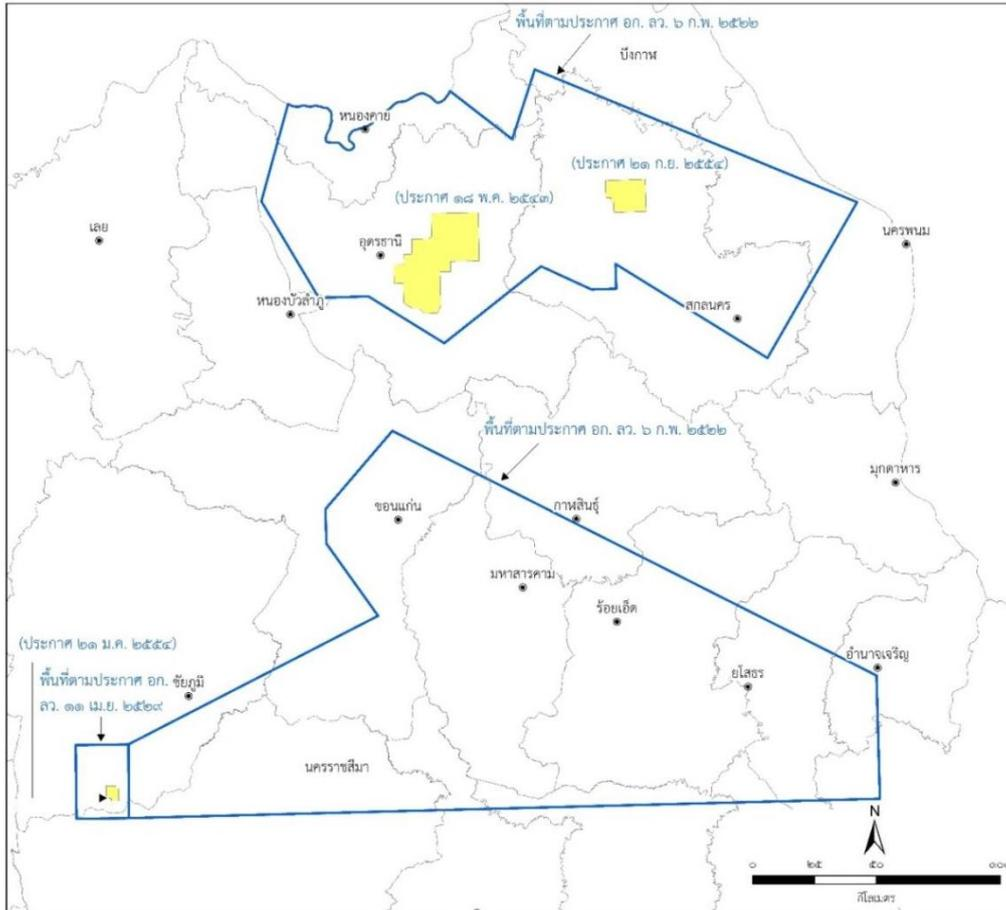 พื้นที่ตามประกาศ อก. ลว. ๖ ก.พ. ๒๕๒๒
บึงกาฬ
หนองคาย
(ประกาศ ๒๑ ก.ย. ๒๕๕๔)
(ประกาศ ๑๘ พ.ค. ๒๕๔๓)
เลย
อุดรธานี
นครพนม
หนองบัวลำภู
สกลนคร
พื้นที่ตามประกาศ อก. ลว. ๖ ก.พ. ๒๕๒๒
มุกดาหาร
ขอนแก่น
กาฬสินธุ์
มหาสารคาม
ร้อยเอ็ด
(ประกาศ ๒๑ ม.ค. ๒๕๕๔)
อำนาจเจริญ
พื้นที่ตามประกาศ อก.
ลว. ๑๑ เม.ย. ๒๕๒๙
ชัยภูมิ
ยโสธร
นครราชสีมา
N
๐ ๒๕ ๕๐
กิโลเมตร